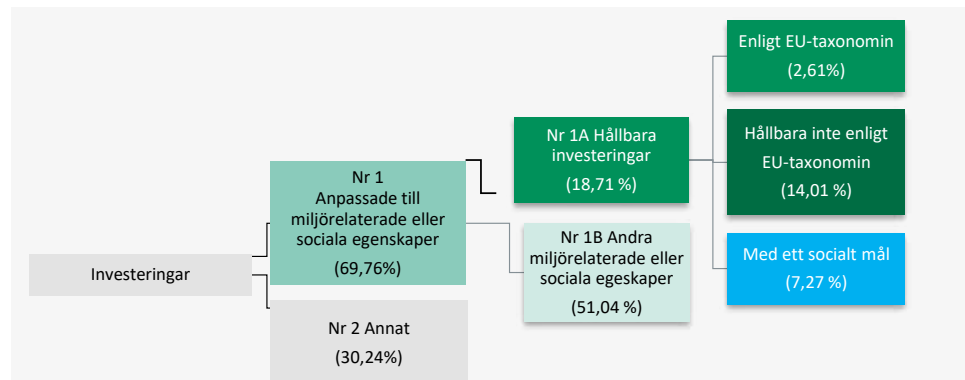 Investeringar
Nr 1
Anpassade till
miljörelaterade eller
sociala egenskaper
(69,76%)
Nr 2 Annat
(30,24%)
Nr 1A Hållbara
investeringar
(18,71 %)
Nr 1B Andra
miljörelaterade eller
sociala egeskaper
(51,04 %)
Enligt EU-taxonomin
(2,61%)
Hållbara inte enligt
EU-taxonomin
(14,01 %)
Med ett socialt mål
(7,27 %)